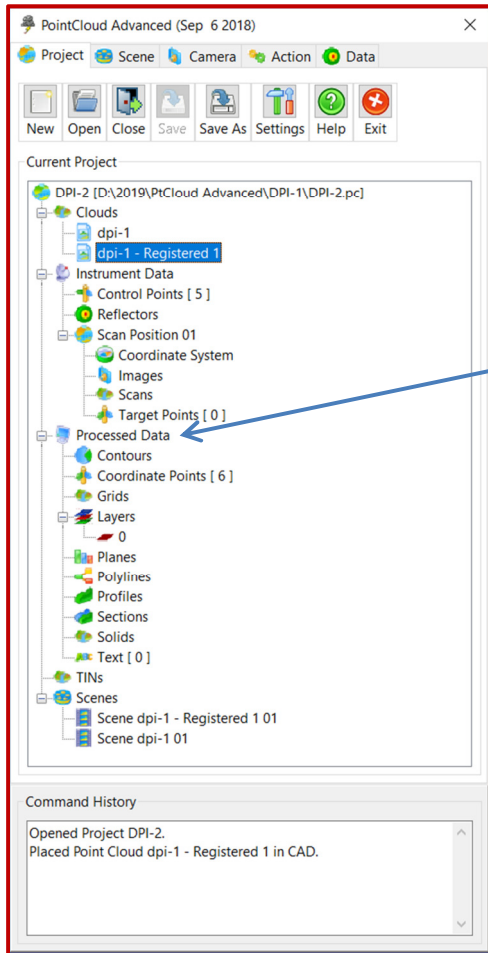 PointCloud Advanced (Sep 6 2018)
Project Scene Camera Action Data
New Open Close Save Save As Settings Help Exit
Current Project
DPI-2 [D:\2019\PtCloud Advanced\DPI-1\DPI-2.pc]
Clouds
dpi-1
dpi-1 - Registered 1
Instrument Data
Control Points [ 5 ]
Reflectors
Scan Position 01
Coordinate System
Images
Scans
Target Points [ 0 ]
Processed Data
Contours
Coordinate Points [ 6 ]
Grids
Layers
0
Planes
Polylines
Profiles
Sections
Solids
Text [ 0 ]
TINs
Scenes
Scene dpi-1 - Registered 1 01
Scene dpi-1 01
Command History
Opened Project DPI-2.
Placed Point Cloud dpi-1 - Registered 1 in CAD.